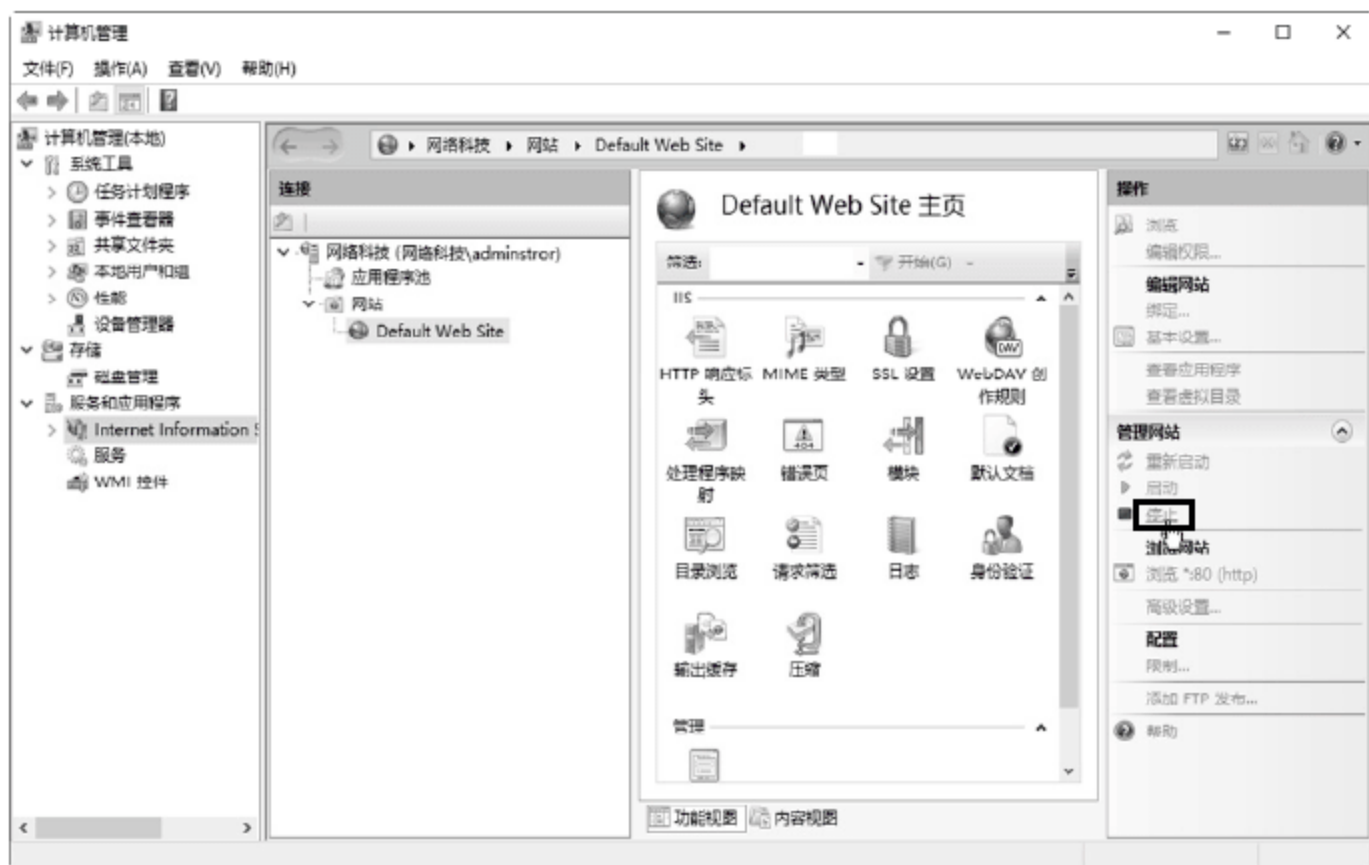 计算机管理
文件(F) 操作(A) 查看(V) 帮助(H)
计算机管理(本地)
系统工具
任务计划程序
事件查看器
共享文件夹
本地用户和组
性能
设备管理器
存储
磁盘管理
服务和应用程序
Internet Information S
服务
WMI 控件
网络科技 网站 Default Web Site
连接
网络科技 (网络科技\adminstror)
应用程序池
网站
Default Web Site
Default Web Site 主页
筛选: 开始(G)
IIS
HTTP 响应标头
MIME 类型
SSL 设置
WebDAV 创作规则
处理程序映射
错误页
模块
默认文档
目录浏览
请求筛选
日志
身份验证
输出缓存
压缩
管理
功能视图 内容视图
操作
浏览
编辑权限...
编辑网站
绑定...
基本设置...
查看应用程序
查看虚拟目录
管理网站
重新启动
启动
停止
浏览网站
浏览 *:80 (http)
高级设置...
配置
限制...
添加 FTP 发布...
帮助